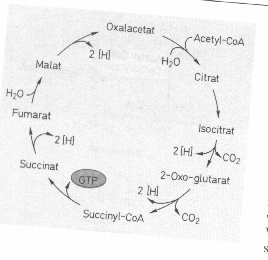 Oxalacetat
Acetyl-CoA
2 [H]
H₂O
Malat
Citrat
H₂O
Fumarat
Isocitrat
2 [H]
2 [H]
CO₂
Succinat
GTP
2-Oxo-glutarat
2 [H]
Succinyl-CoA
CO₂